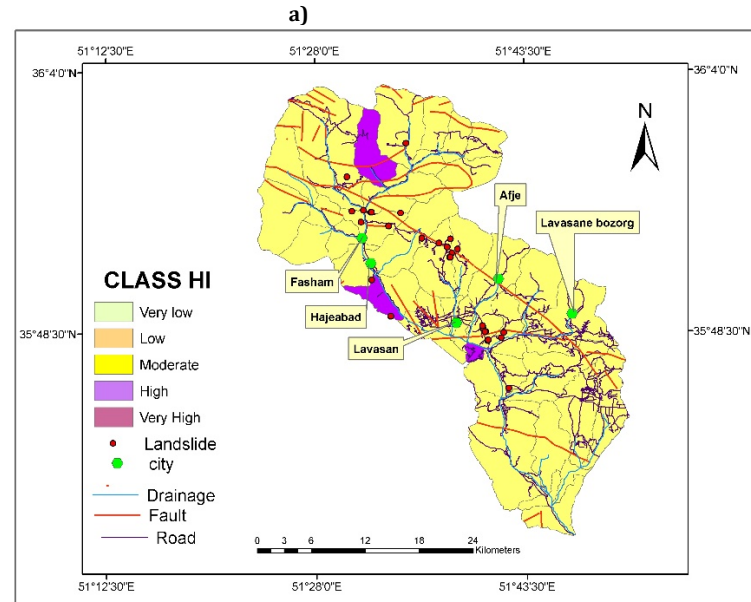 a)
51°12'30"E 51°28'0"E 51°43'30"E
36°4'0"N 36°4'0"N
N
Afje
Lavasane bozorg
CLASS HI
Fasham
Very low
Hajeabad
Low
35°48'30"N 35°48'30"N
Lavasan
Moderate
High
Very High
Landslide
city
Drainage
Fault
Road
0 3 6 12 18 24
Kilometers
51°12'30"E 51°28'0"E 51°43'30"E